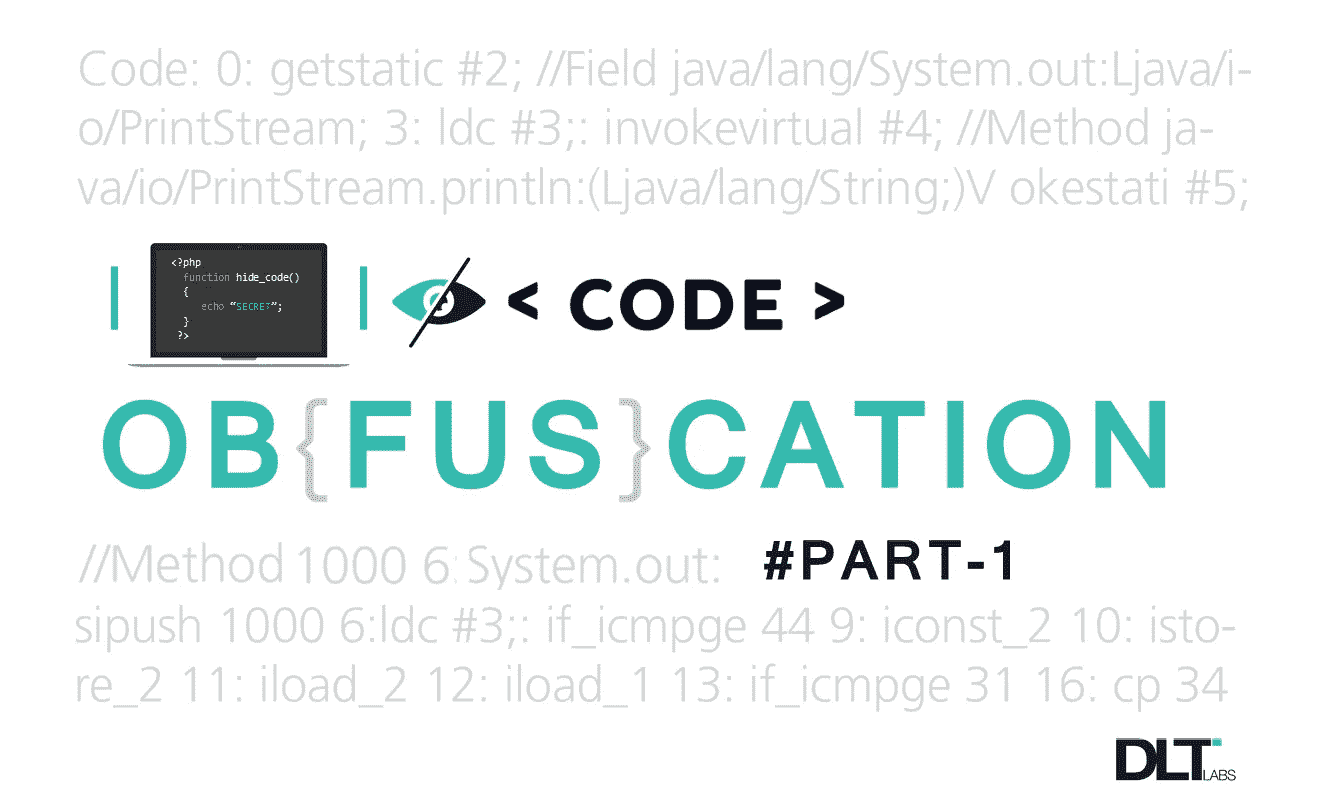 Code: 0: getstatic #2; //Field java/lang/System.out:Ljava/i-
o/PrintStream; 3: ldc #3;: invokevirtual #4; //Method ja-
va/io/PrintStream.println:(Ljava/lang/String;)V okestati #5;
<?php
function hide_code()
{
echo “SECRET”;
}
?>
< CODE >
OB{FUS}CATION
//Method 1000 6: System.out:
#PART-1
sipush 1000 6:ldc #3;: if_icmpge 44 9: iconst_2 10: isto-
re_2 11: iload_2 12: iload_1 13: if_icmpge 31 16: cp 34
DLT
LABS